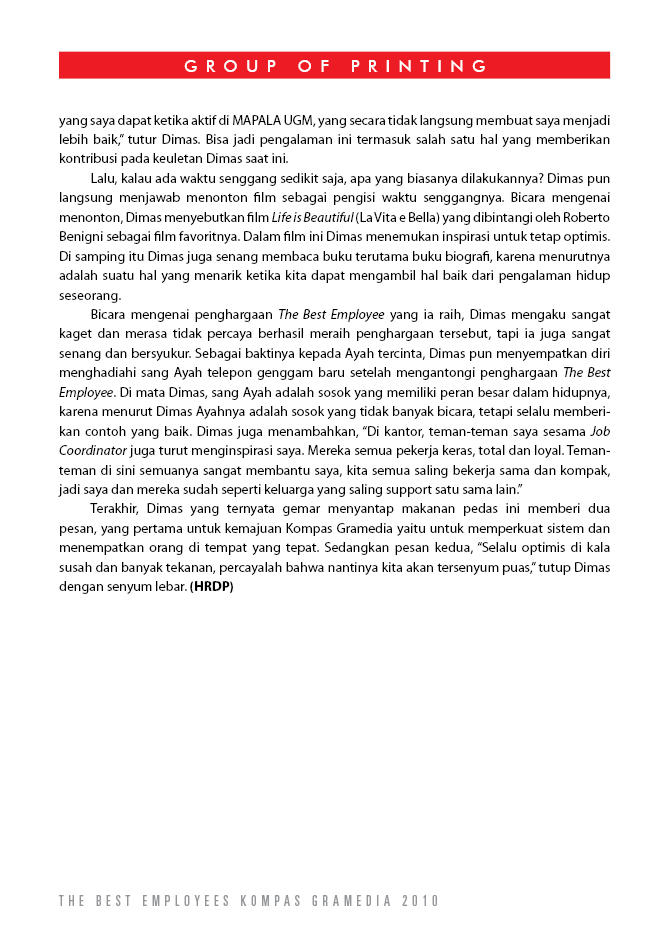 GROUP OF PRINTING
yang saya dapat ketika aktif di MAPALA UGM, yang secara tidak langsung membuat saya menjadi
lebih baik,” tutur Dimas. Bisa jadi pengalaman ini termasuk salah satu hal yang memberikan
kontribusi pada keuletan Dimas saat ini.
Lalu, kalau ada waktu senggang sedikit saja, apa yang biasanya dilakukannya? Dimas pun
langsung menjawab menonton film sebagai pengisi waktu senggangnya. Bicara mengenai
menonton, Dimas menyebutkan film Life is Beautiful (La Vita e Bella) yang dibintangi oleh Roberto
Benigni sebagai film favoritnya. Dalam film ini Dimas menemukan inspirasi untuk tetap optimis.
Di samping itu Dimas juga senang membaca buku terutama buku biografi, karena menurutnya
adalah suatu hal yang menarik ketika kita dapat mengambil hal baik dari pengalaman hidup
seseorang.
Bicara mengenai penghargaan The Best Employee yang ia raih, Dimas mengaku sangat
kaget dan merasa tidak percaya berhasil meraih penghargaan tersebut, tapi ia juga sangat
senang dan bersyukur. Sebagai baktinya kepada Ayah tercinta, Dimas pun menyempatkan diri
menghadiahi sang Ayah telepon genggam baru setelah mengantongi penghargaan The Best
Employee. Di mata Dimas, sang Ayah adalah sosok yang memiliki peran besar dalam hidupnya,
karena menurut Dimas Ayahnya adalah sosok yang tidak banyak bicara, tetapi selalu memberi-
kan contoh yang baik. Dimas juga menambahkan, “Di kantor, teman-teman saya sesama Job
Coordinator juga turut menginspirasi saya. Mereka semua pekerja keras, total dan loyal. Teman-
teman di sini semuanya sangat membantu saya, kita semua saling bekerja sama dan kompak,
jadi saya dan mereka sudah seperti keluarga yang saling support satu sama lain.”
Terakhir, Dimas yang ternyata gemar menyantap makanan pedas ini memberi dua
pesan, yang pertama untuk kemajuan Kompas Gramedia yaitu untuk memperkuat sistem dan
menempatkan orang di tempat yang tepat. Sedangkan pesan kedua, “Selalu optimis di kala
susah dan banyak tekanan, percayalah bahwa nantinya kita akan tersenyum puas,” tutup Dimas
dengan senyum lebar. (HRDP)
THE BEST EMPLOYEES KOMPAS GRAMEDIA 2010